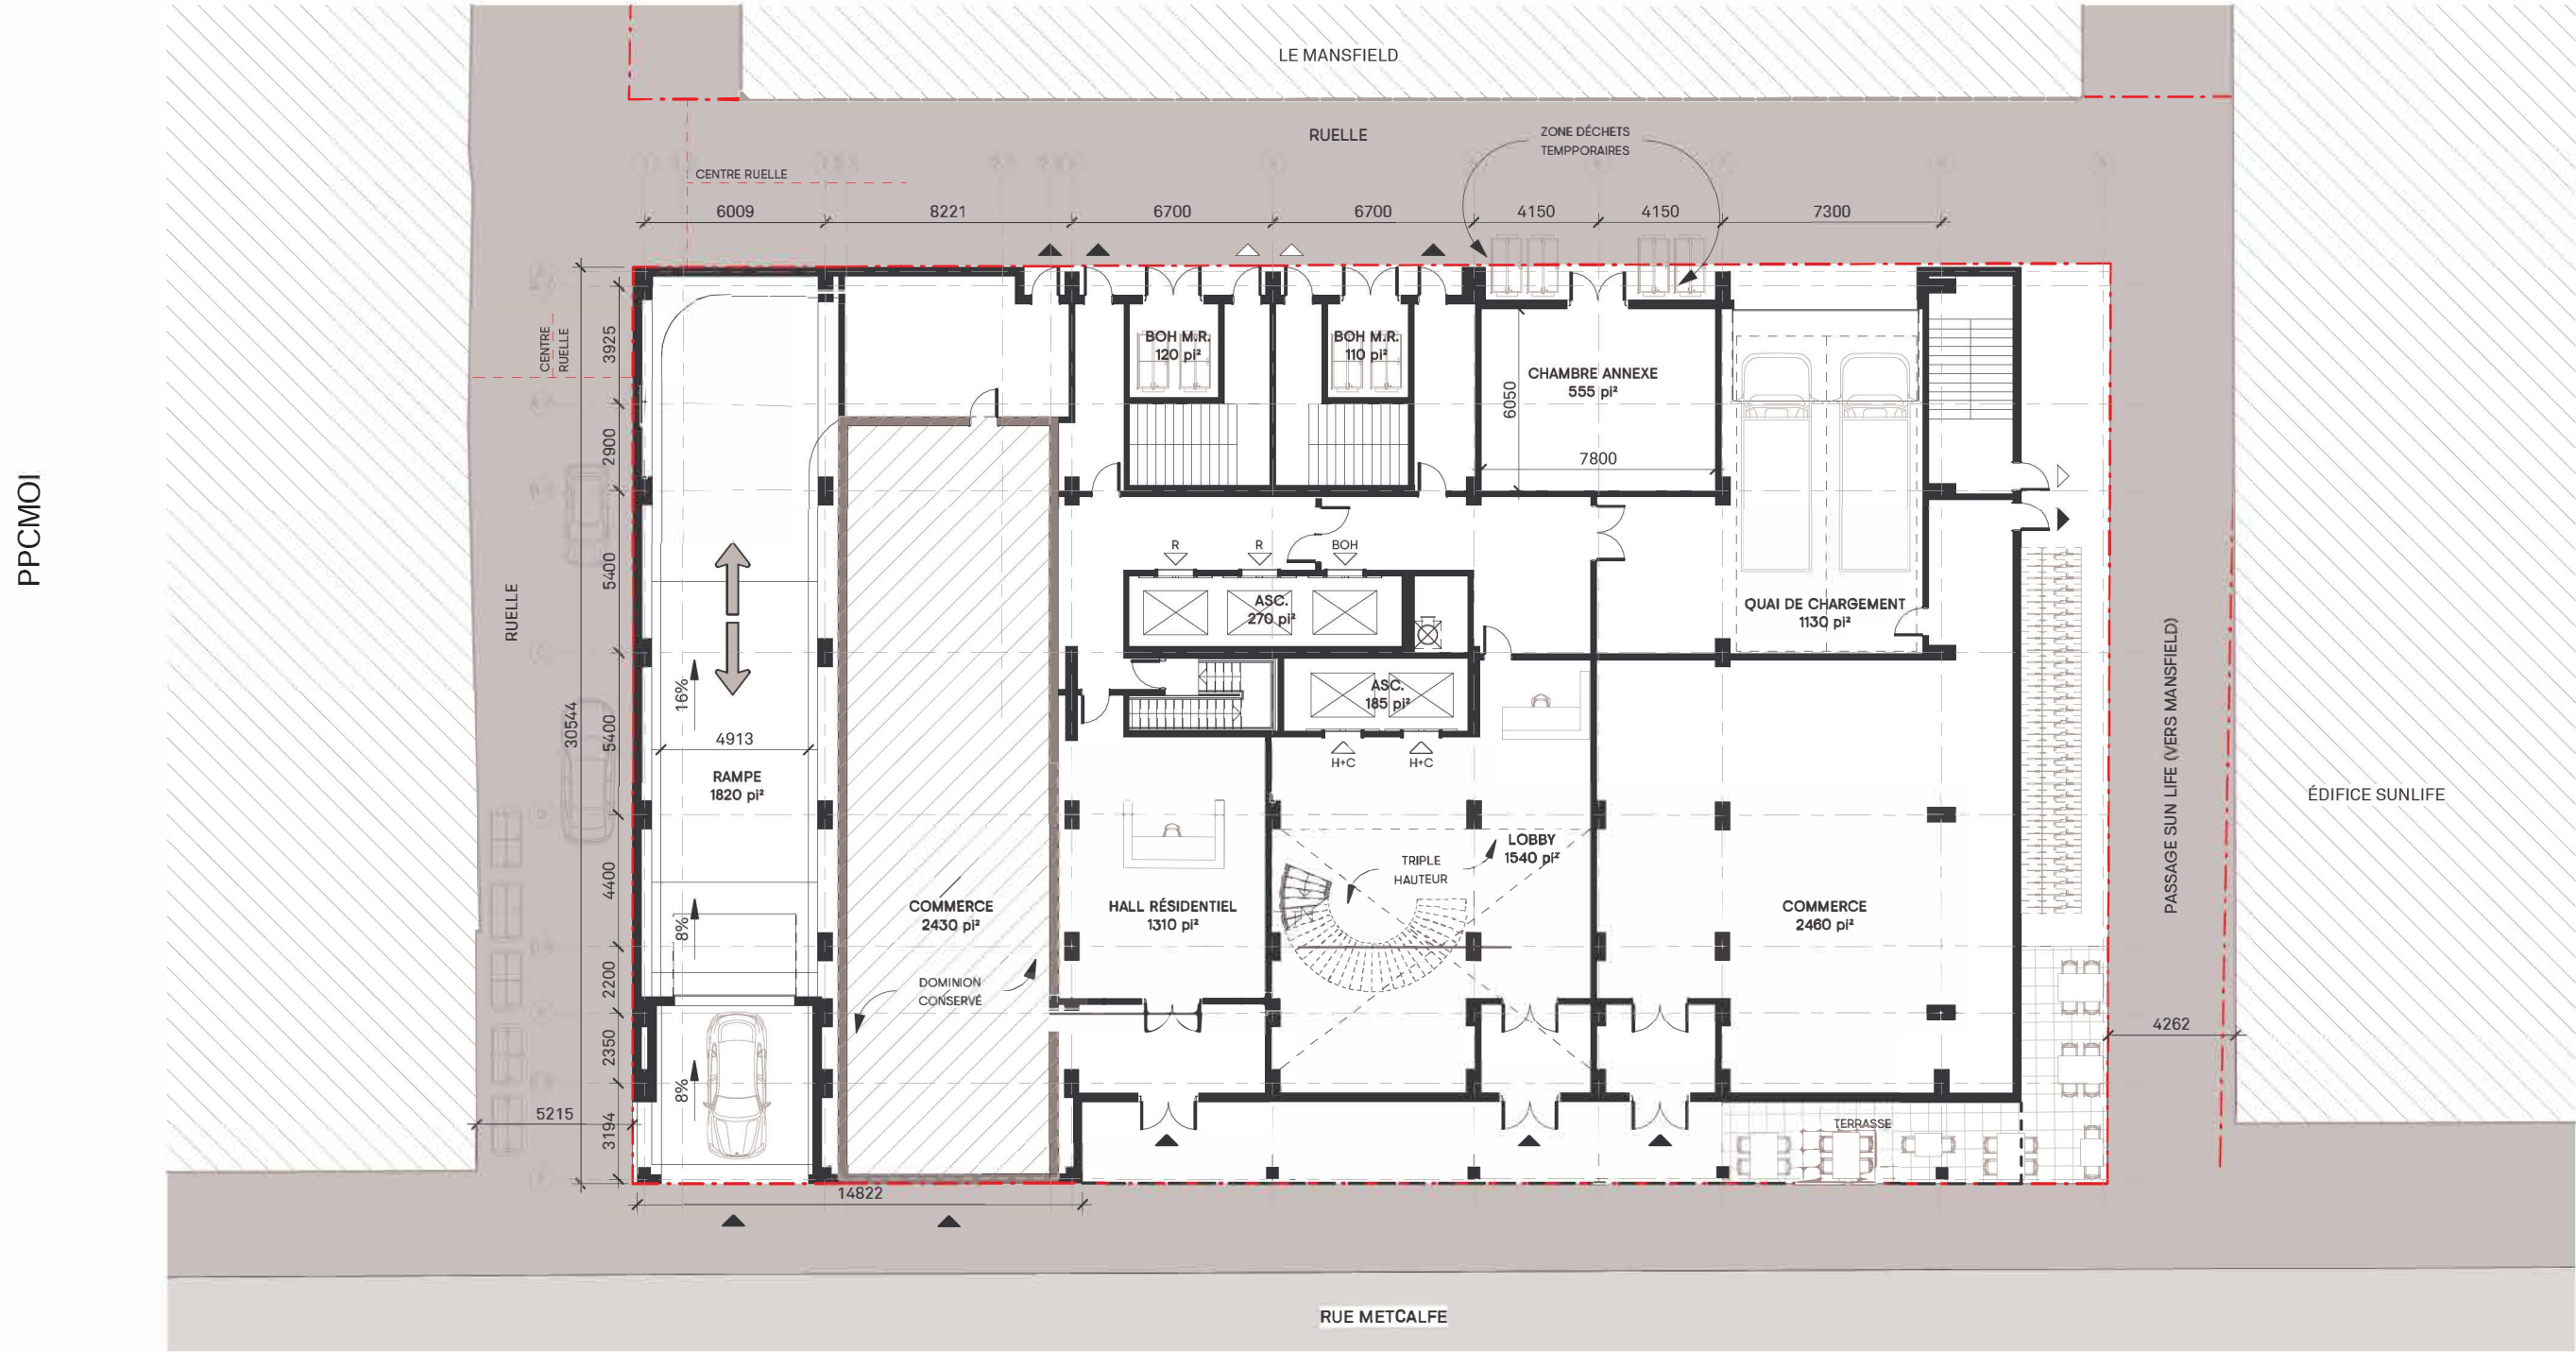 PPCMOI
LE MANSFIELD
RUELLE
ZONE DÉCHETS
TEMPPORAIRES
CENTRE RUELLE
6009
8221
6700
6700
4150
4150
7300
CENTRE
RUELLE
3925
2900
5400
5400
4400
2200
2350
3194
30544
5215
RUELLE
BOH M.R.
120 pi²
BOH M.R.
110 pi²
CHAMBRE ANNEXE
555 pi²
6050
7800
R
R
BOH
ASC.
270 pi²
QUAI DE CHARGEMENT
1130 pi²
ASC.
185 pi²
H+C
H+C
16%
4913
RAMPE
1820 pi²
8%
8%
COMMERCE
2430 pi²
DOMINION
CONSERVÉ
HALL RÉSIDENTIEL
1310 pi²
TRIPLE
HAUTEUR
LOBBY
1540 pi²
COMMERCE
2460 pi²
TERRASSE
PASSAGE SUN LIFE (VERS MANSFIELD)
ÉDIFICE SUNLIFE
4262
14822
RUE METCALFE